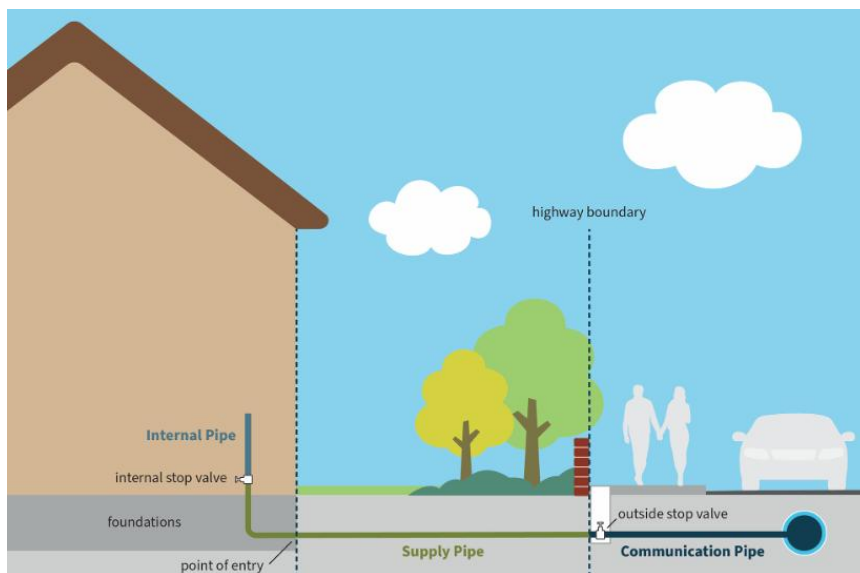 highway boundary
Internal Pipe
internal stop valve
foundations
outside stop valve
Supply Pipe
Communication Pipe
point of entry